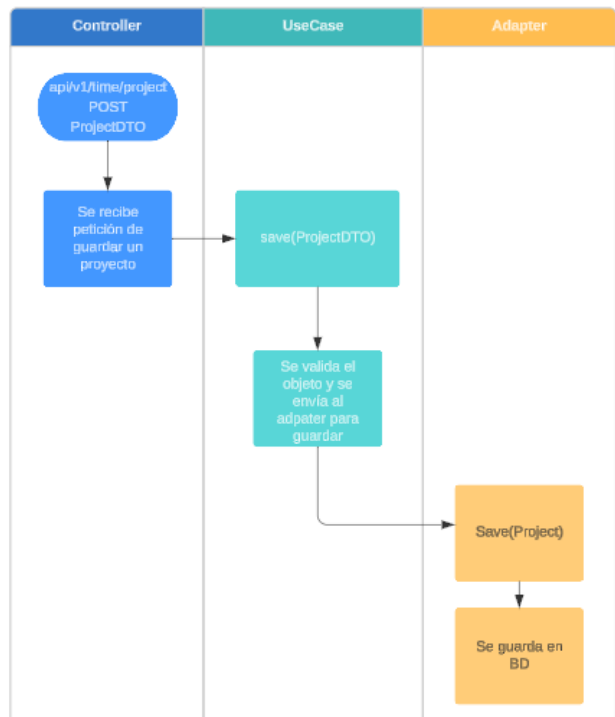 Controller
UseCase
Adapter
api/v1/time/project
POST
ProjectDTO
Se recibe
petición de
guardar un
proyecto
save(ProjectDTO)
Se valida el
objeto y se
envía al
adpater para
guardar
Save(Project)
Se guarda en
BD